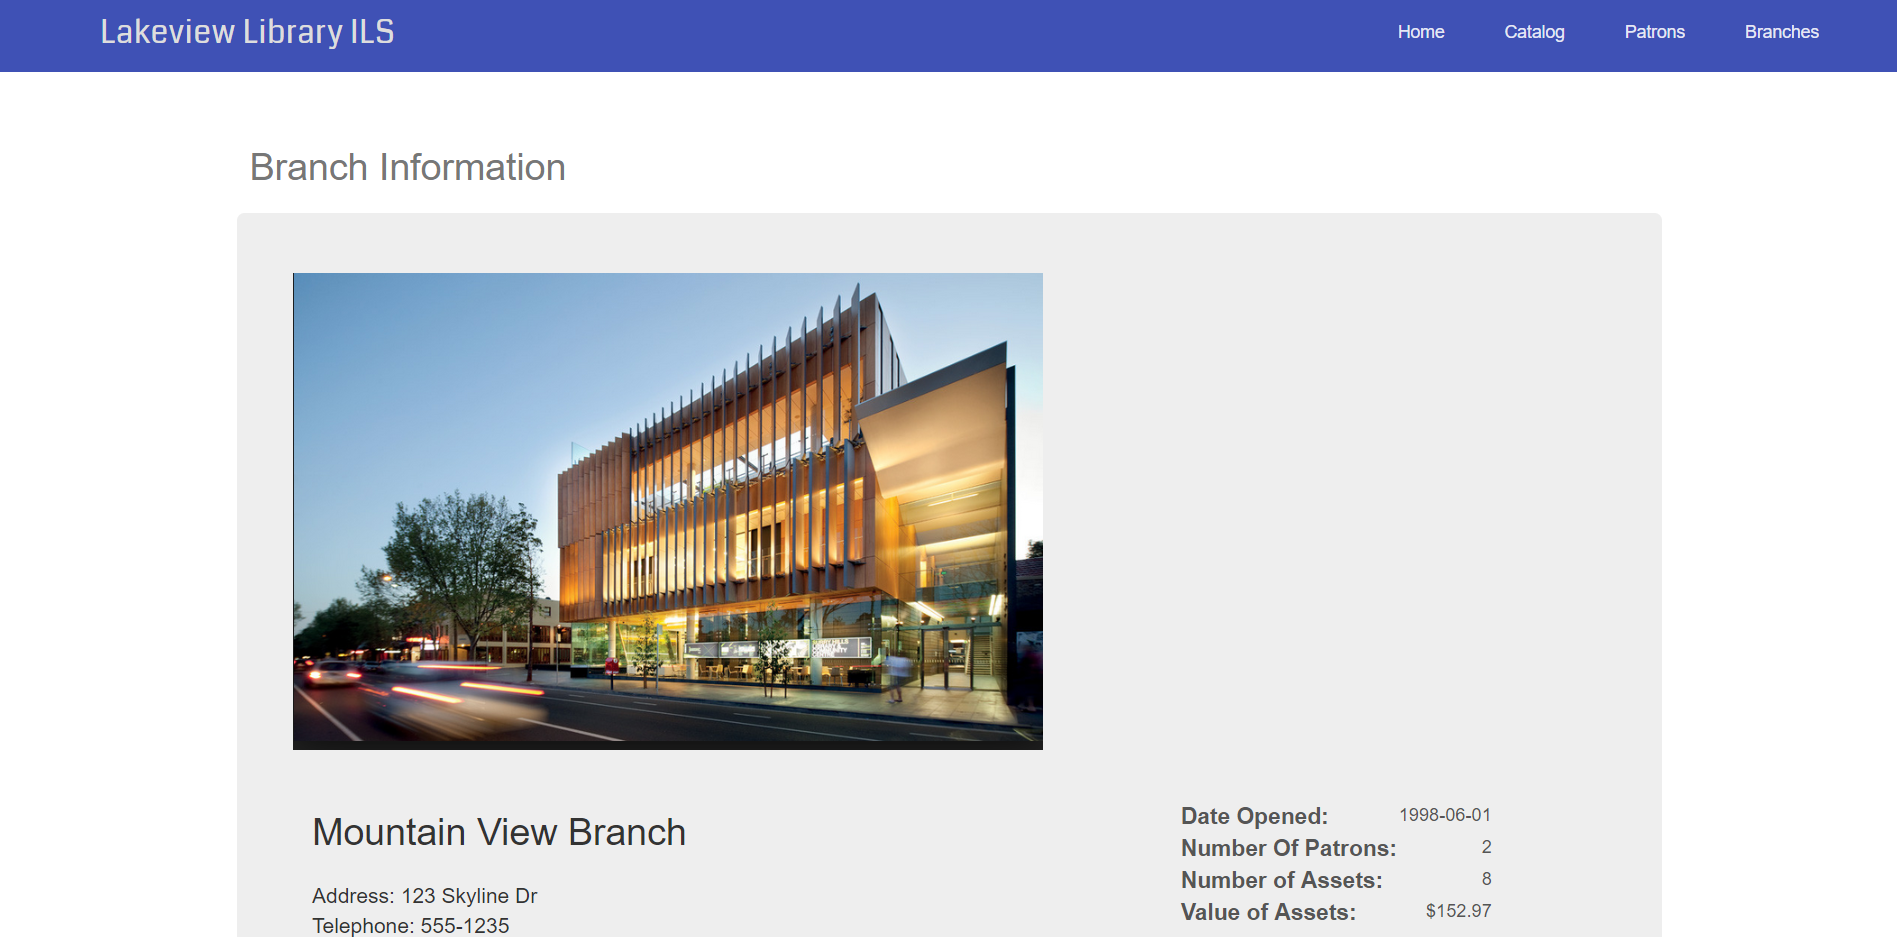 Lakeview Library ILS
Home Catalog Patrons Branches
Branch Information
Mountain View Branch
Address: 123 Skyline Dr
Telephone: 555-1235
Date Opened: 1998-06-01
Number Of Patrons: 2
Number of Assets: 8
Value of Assets: $152.97